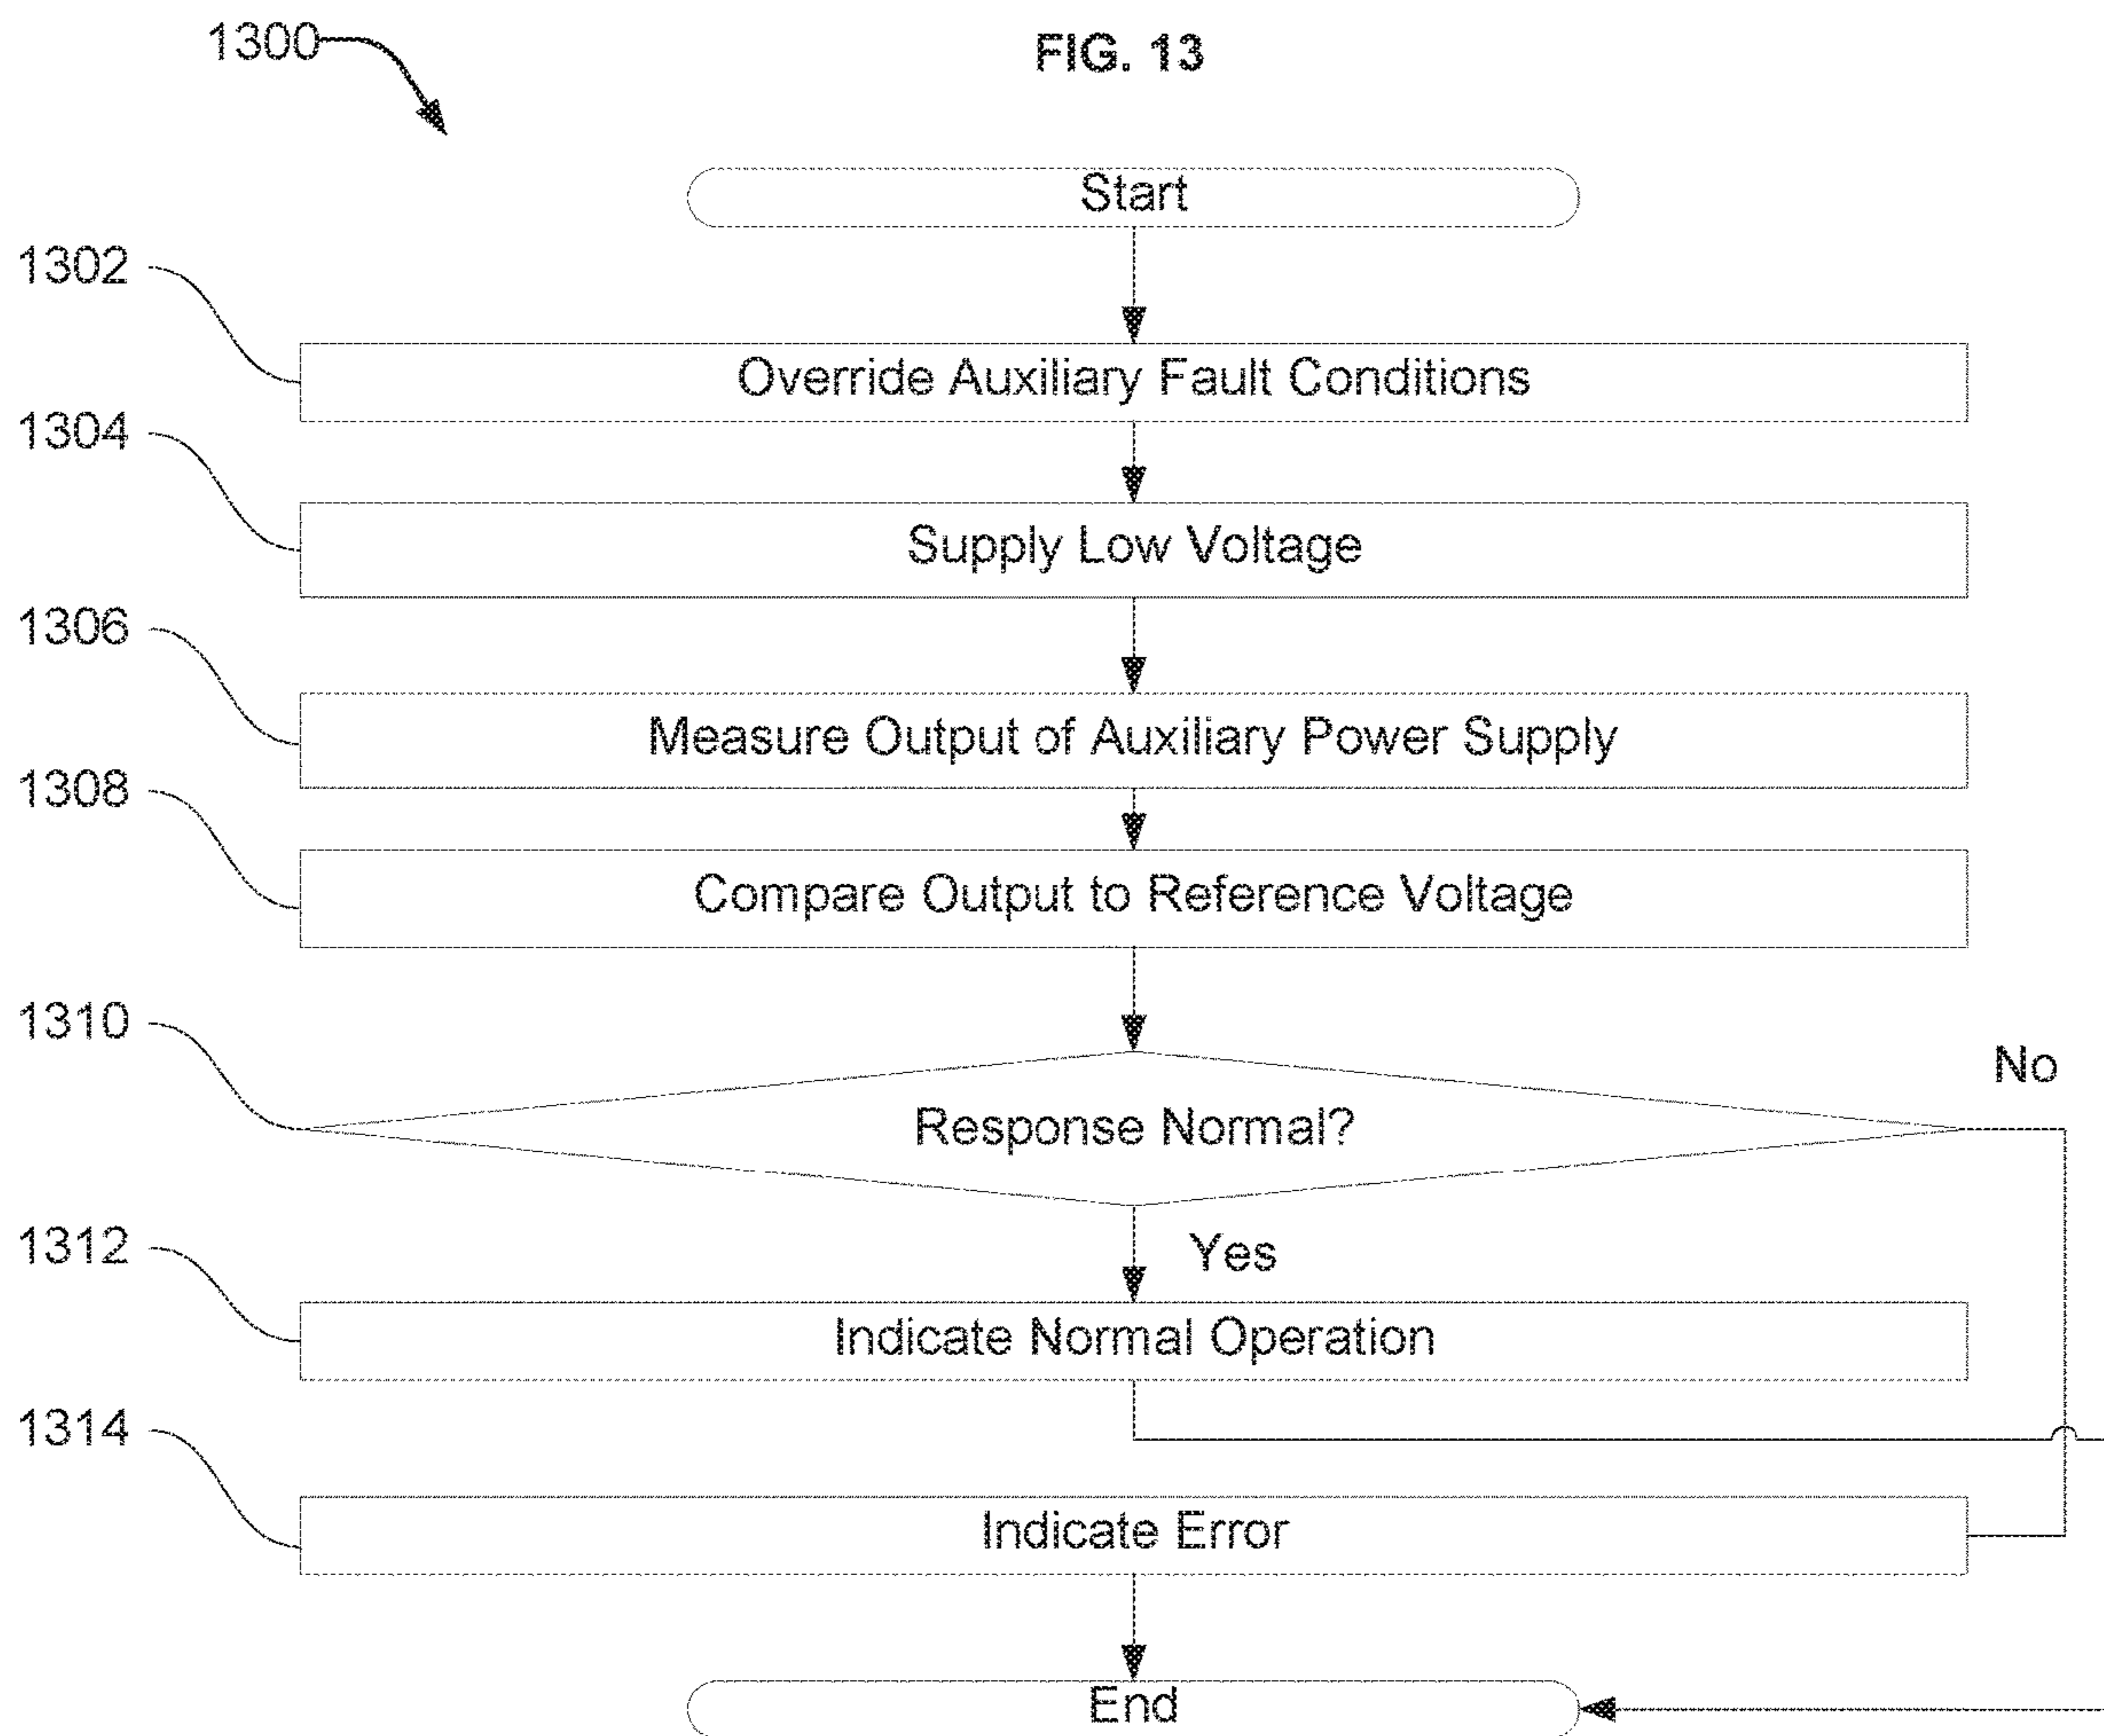 1300
FIG. 13
Start
1302
Override Auxiliary Fault Conditions
1304
Supply Low Voltage
1306
Measure Output of Auxiliary Power Supply
1308
Compare Output to Reference Voltage
1310
No
Response Normal?
Yes
1312
Indicate Normal Operation
1314
Indicate Error
End